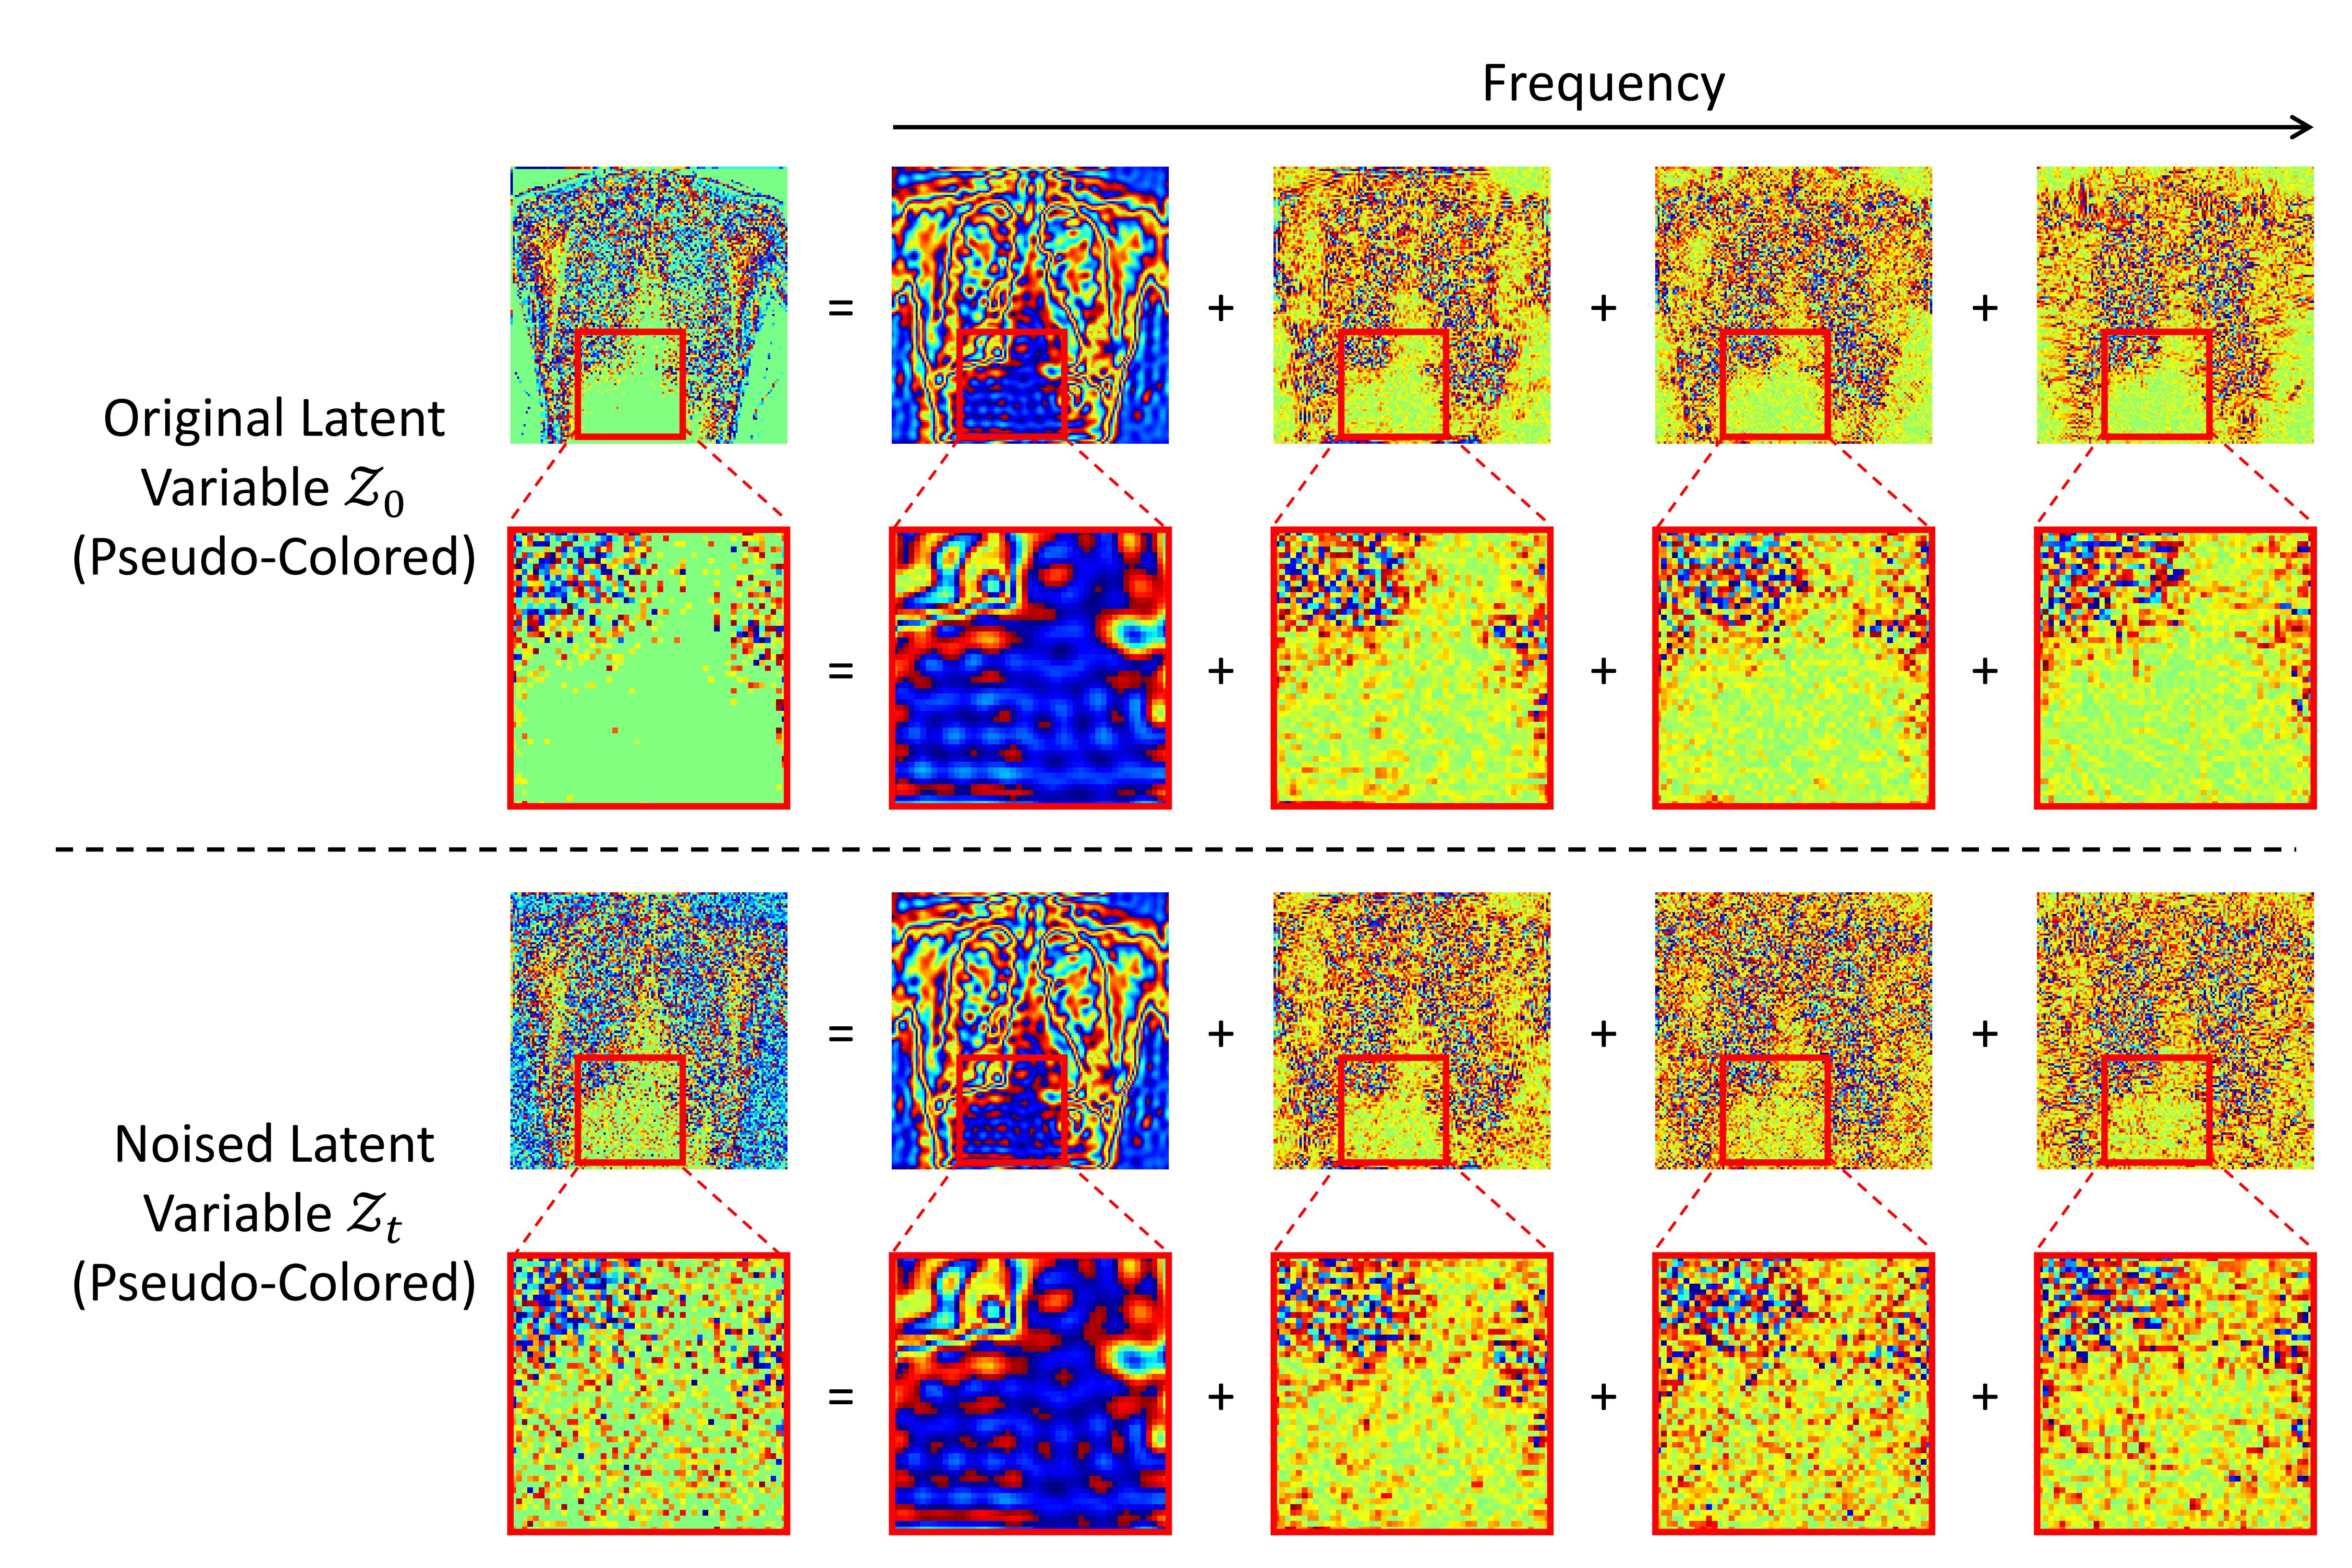 Frequency
= + + +
Original Latent
Variable 𝒵₀
(Pseudo-Colored)
= + + +
= + + +
Noised Latent
Variable 𝒵ₜ
(Pseudo-Colored)
= + + +